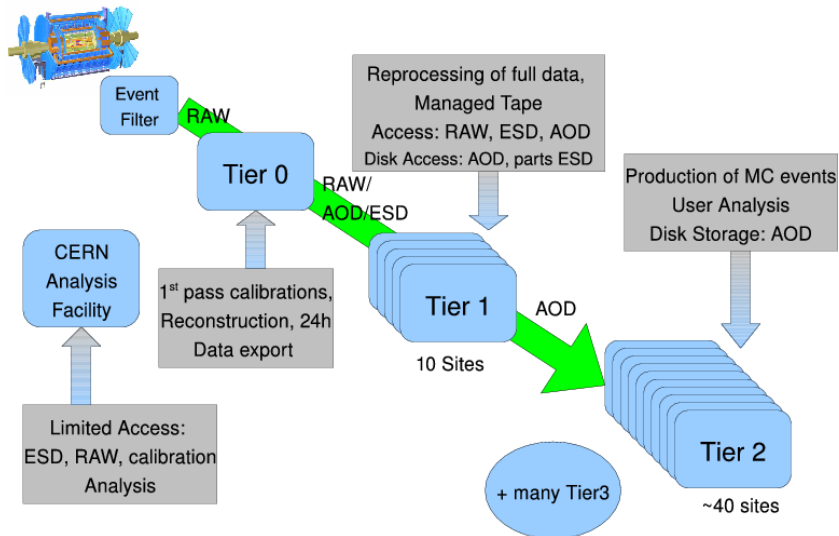 Event
Filter
RAW
Tier 0
RAW/
AOD/ESD
Reprocessing of full data,
Managed Tape
Access: RAW, ESD, AOD
Disk Access: AOD, parts ESD
Production of MC events
User Analysis
Disk Storage: AOD
CERN
Analysis
Facility
1st pass calibrations,
Reconstruction, 24h
Data export
Tier 1
10 Sites
AOD
Limited Access:
ESD, RAW, calibration
Analysis
+ many Tier3
Tier 2
~40 sites